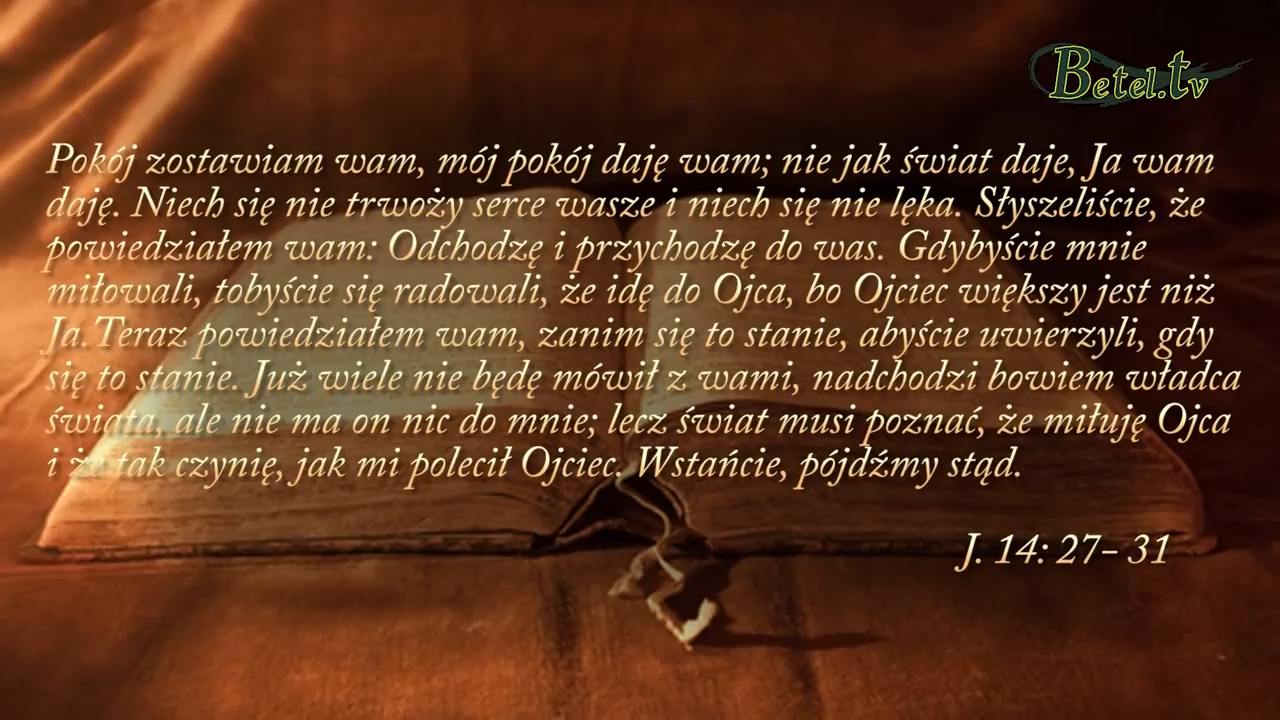 Betel.tv
Pokój zostawiam wam, mój pokój daję wam; nie jak świat daje, Ja wam
daję. Niech się nie trwoży serce wasze i niech się nie lęka. Słyszeliście, że
powiedziałem wam: Odchodzę i przychodzę do was. Gdybyście mnie
miłowali, tobyście się radowali, że idę do Ojca, bo Ojciec większy jest niż
Ja. Teraz powiedziałem wam, zanim się to stanie, abyście uwierzyli, gdy
się to stanie. Już wiele nie będę mówił z wami, nadchodzi bowiem władca
świata, ale nie ma on nic do mnie; lecz świat musi poznać, że miłuję Ojca
i że tak czynię, jak mi polecił Ojciec. Wstańcie, pójdźmy stąd.
J. 14: 27– 31